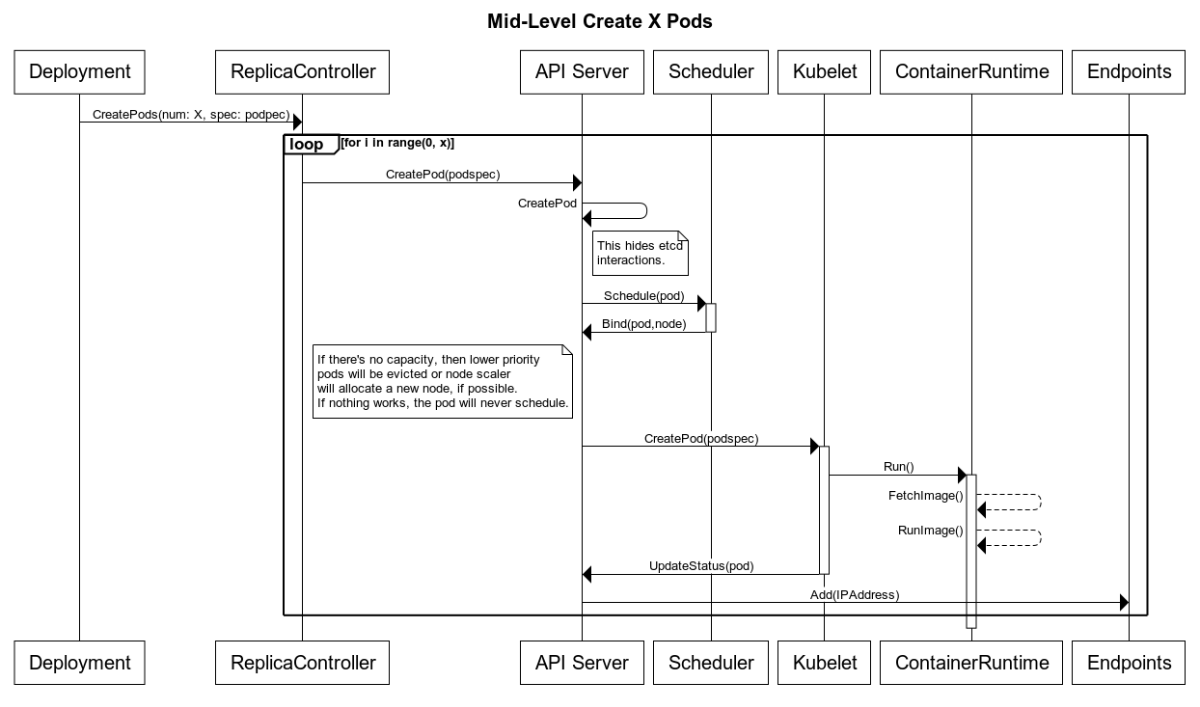 Mid-Level Create X Pods
Deployment
ReplicaController
API Server
Scheduler
Kubelet
ContainerRuntime
Endpoints
CreatePods(num: X, spec: podpec)
loop
[for i in range(0, x)]
CreatePod(podspec)
CreatePod
This hides etcd
interactions.
Schedule(pod)
Bind(pod,node)
If there's no capacity, then lower priority
pods will be evicted or node scaler
will allocate a new node, if possible.
If nothing works, the pod will never schedule.
CreatePod(podspec)
Run()
FetchImage()
RunImage()
UpdateStatus(pod)
Add(IPAddress)
Deployment
ReplicaController
API Server
Scheduler
Kubelet
ContainerRuntime
Endpoints